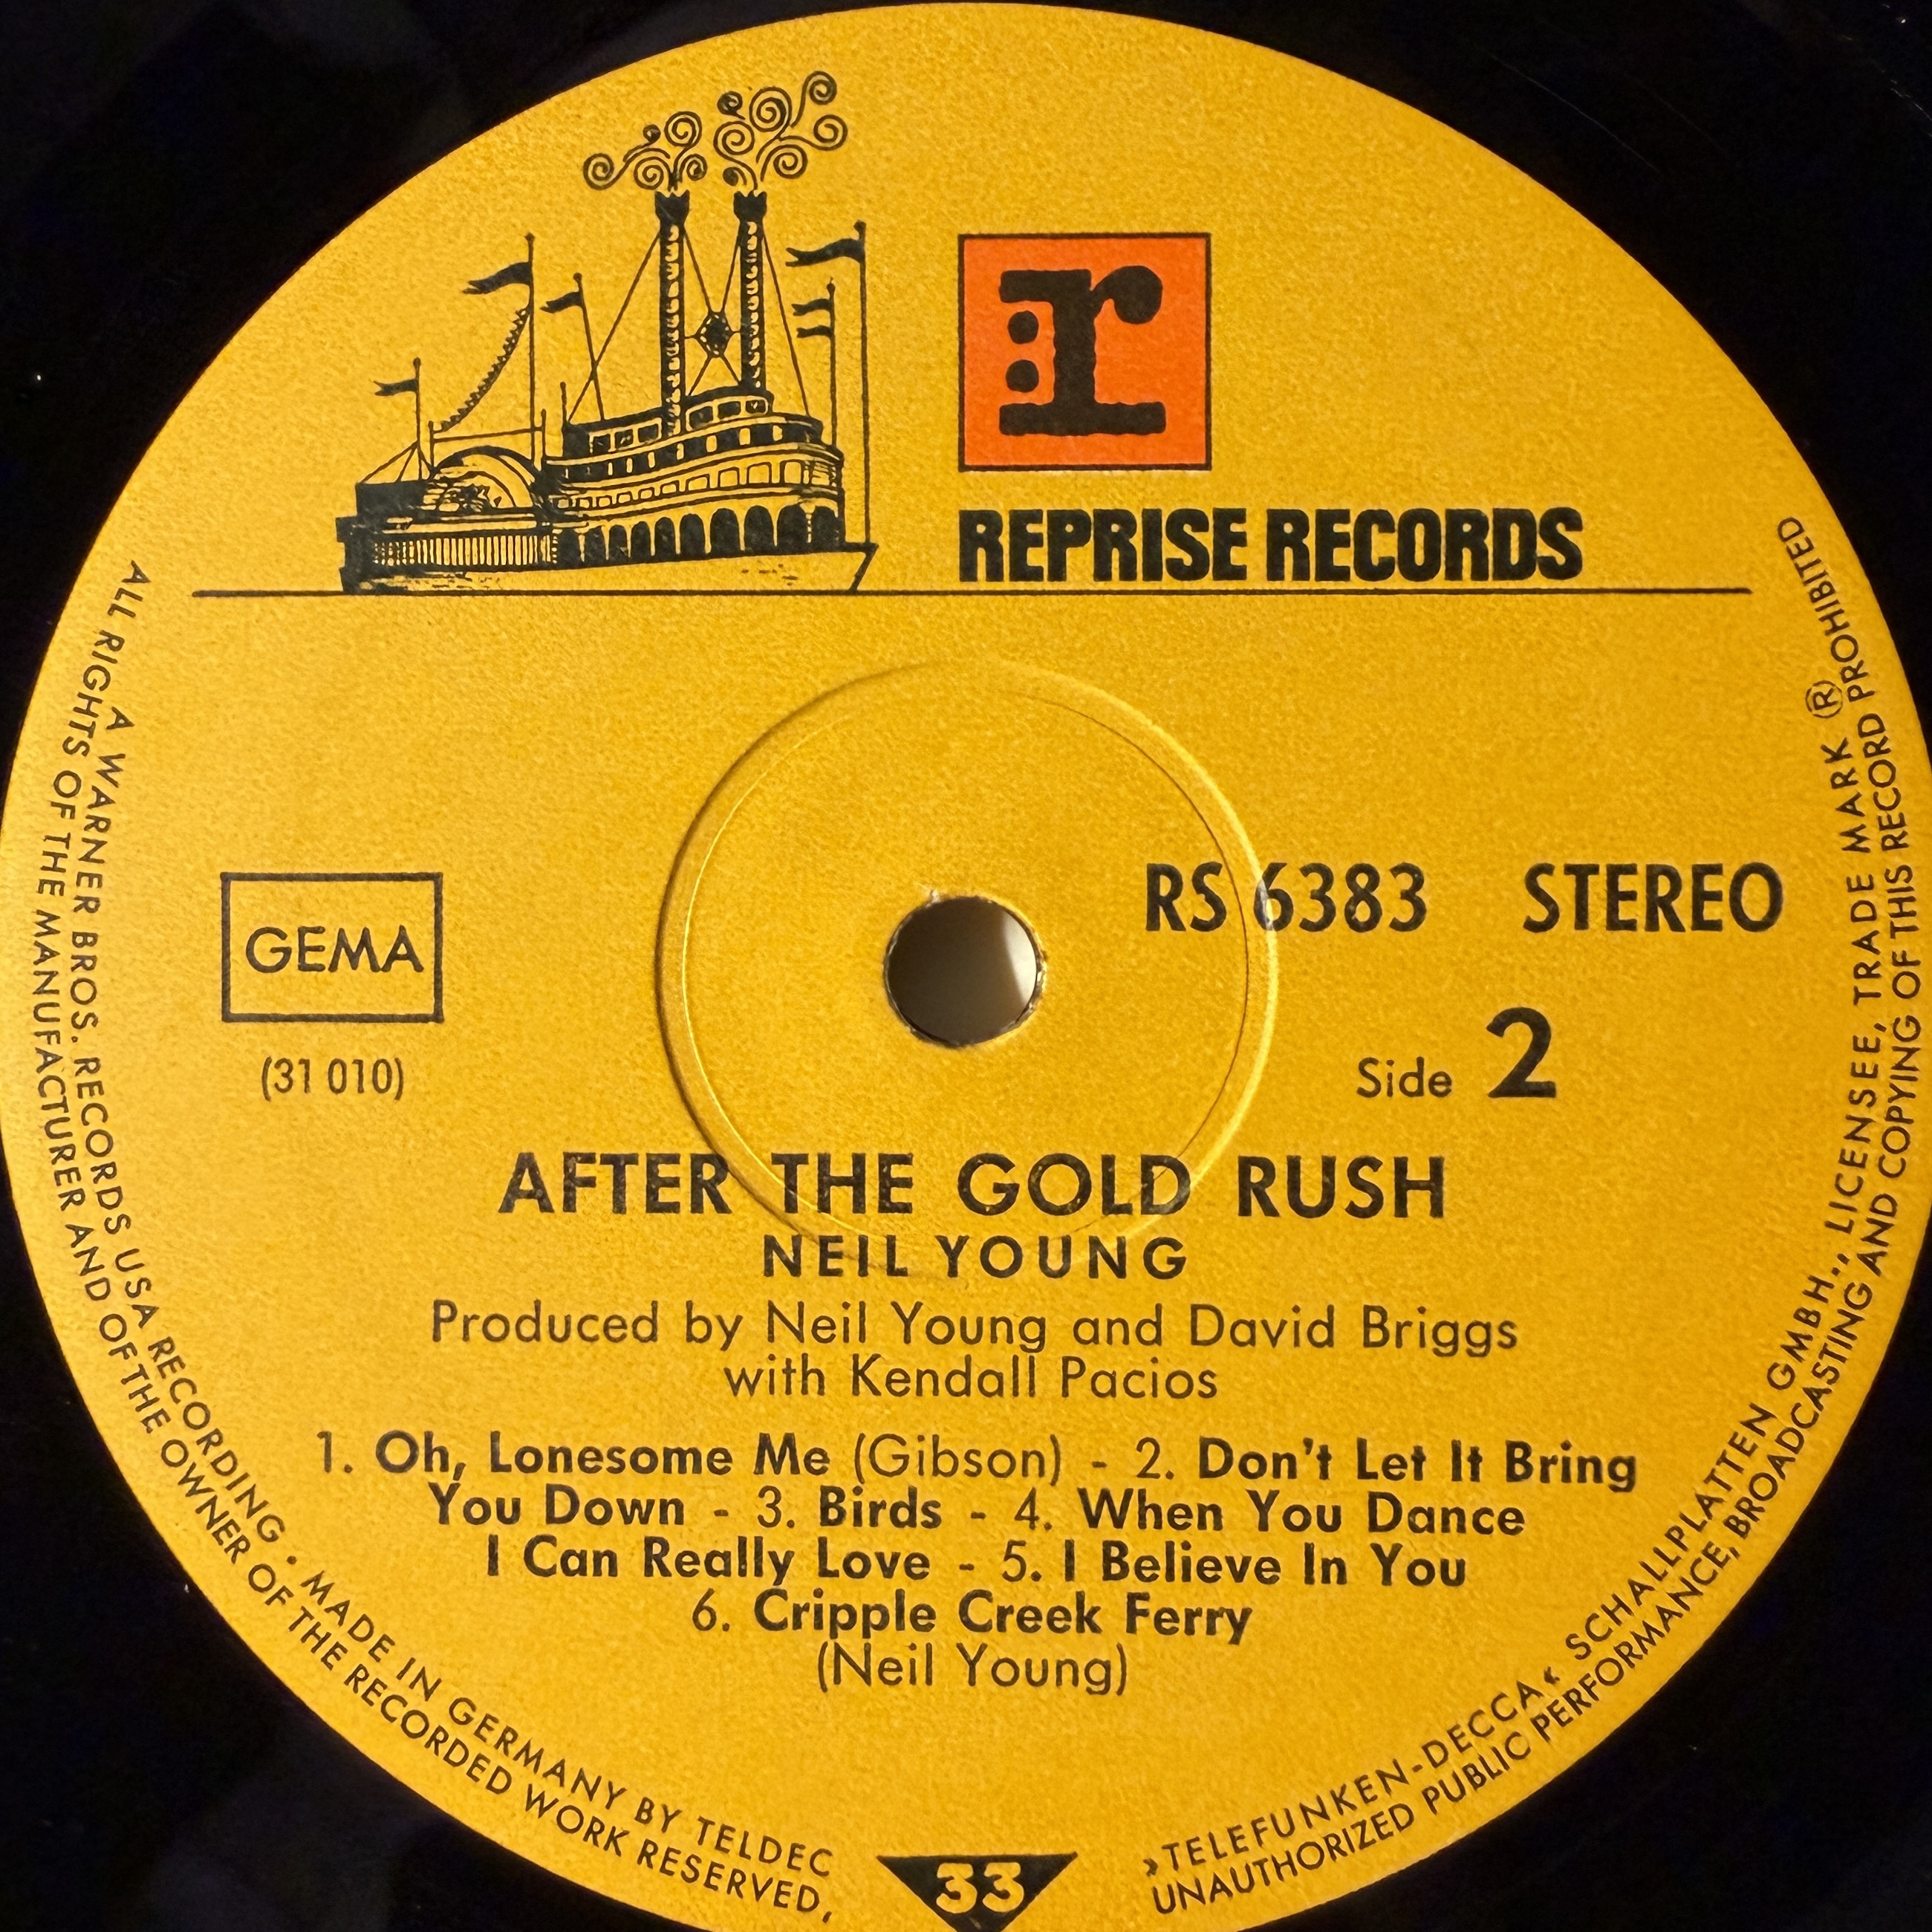 r:
REPRISE RECORDS
GEMA
(31 010)
RS 6383 STEREO
Side 2
AFTER THE GOLD RUSH
NEIL YOUNG
Produced by Neil Young and David Briggs
with Kendall Pacios
1. Oh, Lonesome Me (Gibson) - 2. Don't Let It Bring
You Down - 3. Birds - 4. When You Dance
I Can Really Love - 5. I Believe In You
6. Cripple Creek Ferry
(Neil Young)
A WARNER BROS. RECORDS USA RECORDING • MADE IN GERMANY BY TELDEC »TELEFUNKEN-DECCA« SCHALLPLATTEN GMBH., LICENSEE, TRADE MARK ®
ALL RIGHTS OF THE MANUFACTURER AND OF THE OWNER OF THE RECORDED WORK RESERVED, UNAUTHORIZED PUBLIC PERFORMANCE, BROADCASTING AND COPYING OF THIS RECORD PROHIBITED
33